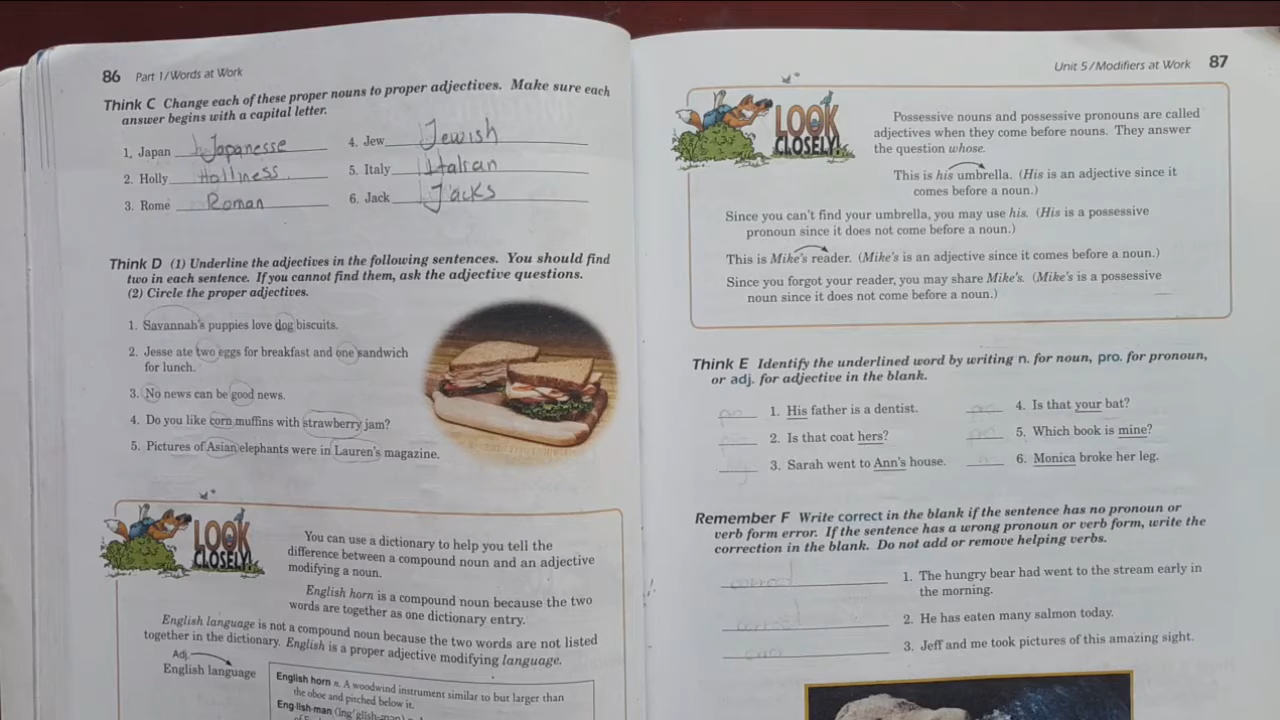 86 Part 1/Words at Work
Think C Change each of these proper nouns to proper adjectives. Make sure each
answer begins with a capital letter.
1. Japan Japanesse
2. Holly Holliness
3. Rome Roman
4. Jew Jewish
5. Italy Italian
6. Jack Jacks
Think D (1) Underline the adjectives in the following sentences. You should find
two in each sentence. If you cannot find them, ask the adjective questions.
(2) Circle the proper adjectives.
1. Savannah's puppies love dog biscuits.
2. Jesse ate two eggs for breakfast and one sandwich
for lunch.
3. No news can be good news.
4. Do you like corn muffins with strawberry jam?
5. Pictures of Asian elephants were in Lauren's magazine.
LOOK
CLOSELY!
You can use a dictionary to help you tell the
difference between a compound noun and an adjective
modifying a noun.
English horn is a compound noun because the two
words are together as one dictionary entry.
English language is not a compound noun because the two words are not listed
together in the dictionary. English is a proper adjective modifying language.
Adj.
English language
English horn n. A woodwind instrument similar to but larger than
the oboe and pitched below it.
Eng·lish·man (ĭng′glĭsh-mən)
Unit 5/Modifiers at Work 87
LOOK
CLOSELY!
Possessive nouns and possessive pronouns are called
adjectives when they come before nouns. They answer
the question whose.
This is his umbrella. (His is an adjective since it
comes before a noun.)
Since you can't find your umbrella, you may use his. (His is a possessive
pronoun since it does not come before a noun.)
This is Mike's reader. (Mike's is an adjective since it comes before a noun.)
Since you forgot your reader, you may share Mike's. (Mike's is a possessive
noun since it does not come before a noun.)
Think E Identify the underlined word by writing n. for noun, pro. for pronoun,
or adj. for adjective in the blank.
1. His father is a dentist.
2. Is that coat hers?
3. Sarah went to Ann's house.
4. Is that your bat?
5. Which book is mine?
6. Monica broke her leg.
Remember F Write correct in the blank if the sentence has no pronoun or
verb form error. If the sentence has a wrong pronoun or verb form, write the
correction in the blank. Do not add or remove helping verbs.
1. The hungry bear had went to the stream early in
the morning.
2. He has eaten many salmon today.
3. Jeff and me took pictures of this amazing sight.